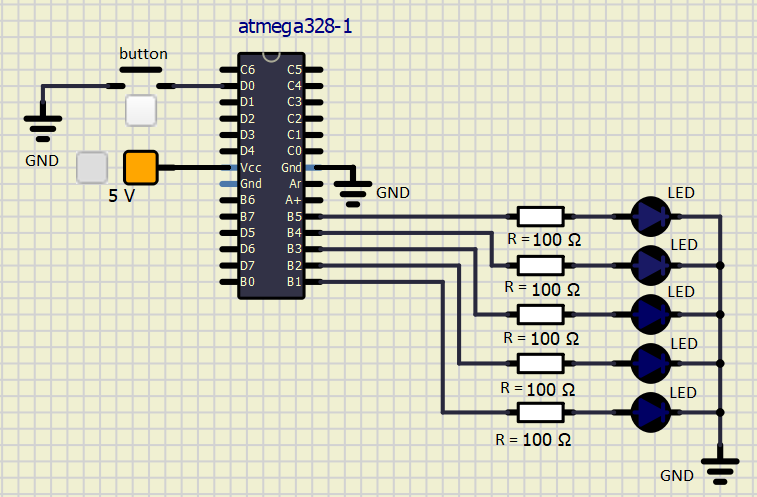 atmega328-1
button
C6 C5
D0 C4
D1 C3
D2 C2
D3 C1
D4 C0
Vcc Gnd
Gnd Ar
B6 A+
B7 B5
D5 B4
D6 B3
D7 B2
B0 B1
GND
5 V
GND
LED
R = 100 Ω
LED
R = 100 Ω
LED
R = 100 Ω
LED
R = 100 Ω
LED
R = 100 Ω
GND